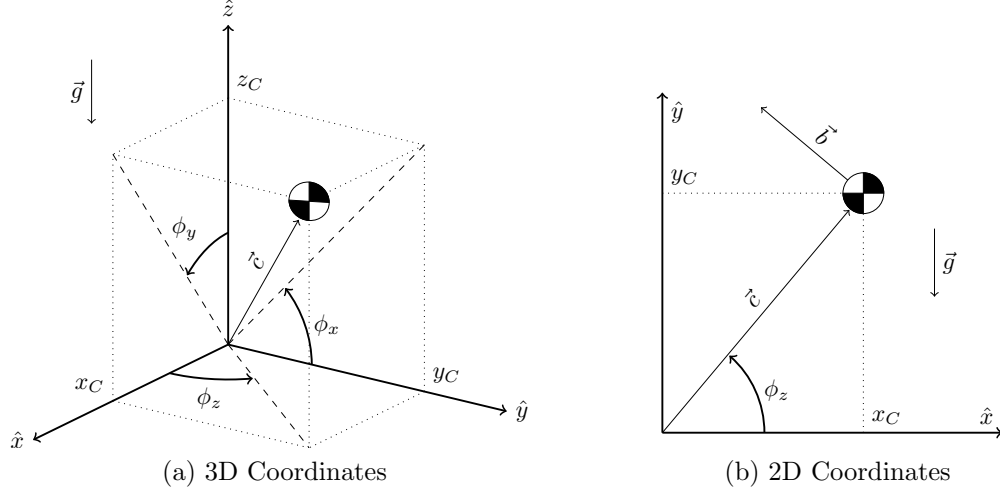 ẑ
z_C
g⃗
ŷ
b⃗
y_C
ϕ_y
c⃗
g⃗
c⃗
ϕ_x
ϕ_z
x_C
y_C
ϕ_z
x_C
x̂
x̂
ŷ
(a) 3D Coordinates
(b) 2D Coordinates